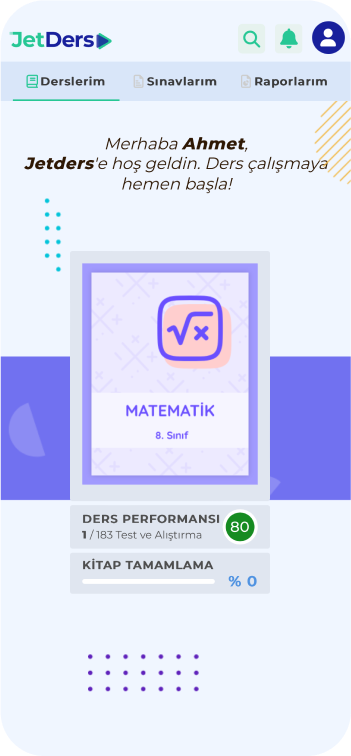 JetDers
Derslerim Sınavlarım Raporlarım
Merhaba Ahmet,
Jetders'e hoş geldin. Ders çalışmaya
hemen başla!
√x
MATEMATİK
8. Sınıf
DERS PERFORMANSI
1 / 183 Test ve Alıştırma
80
KİTAP TAMAMLAMA
% 0